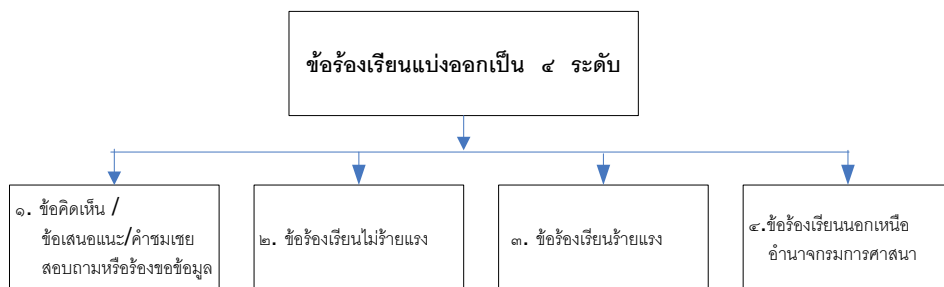 ข้อร้องเรียนแบ่งออกเป็น ๔ ระดับ
๑. ข้อคิดเห็น /
ข้อเสนอแนะ/คำชมเชย
สอบถามหรือร้องขอข้อมูล
๒. ข้อร้องเรียนไม่ร้ายแรง
๓. ข้อร้องเรียนร้ายแรง
๔.ข้อร้องเรียนนอกเหนือ
อำนาจกรมการศาสนา